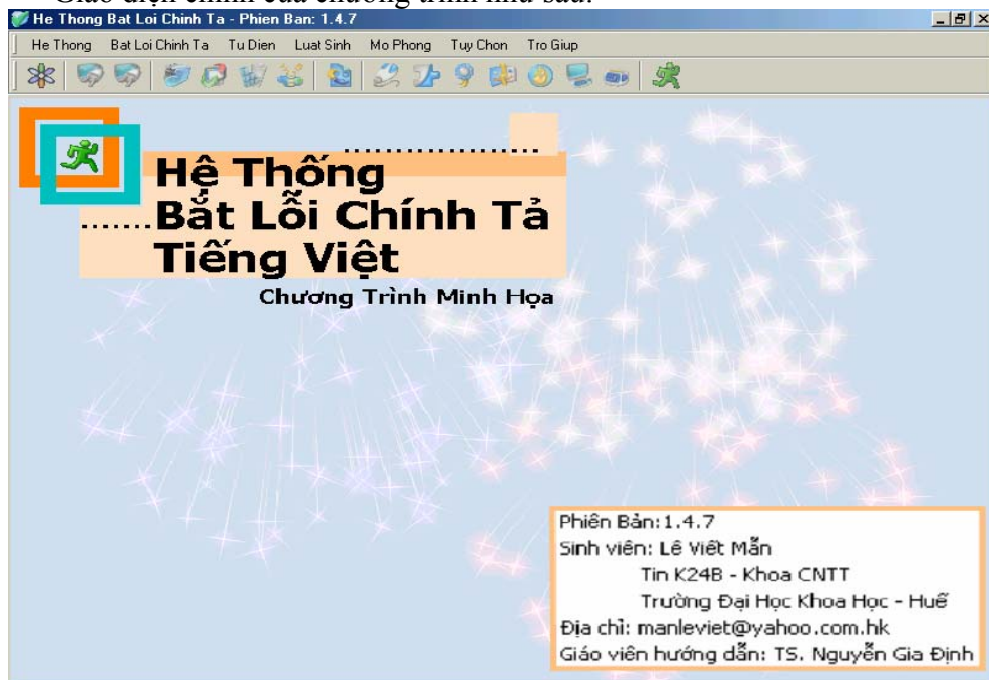 Giao diện chính của chương trình như sau:
He Thong Bat Loi Chinh Ta - Phien Ban: 1.4.7
He Thong Bat Loi Chinh Ta Tu Dien Luat Sinh Mo Phong Tuy Chon Tro Giup
...................
Hệ Thống
.......Bắt Lỗi Chính Tả
Tiếng Việt
Chương Trình Minh Họa
Phiên Bản: 1.4.7
Sinh viên: Lê Viết Mẫn
Tin K24B - Khoa CNTT
Trường Đại Học Khoa Học - Huế
Địa chỉ: manleviet@yahoo.com.hk
Giáo viên hướng dẫn: TS. Nguyễn Gia Định